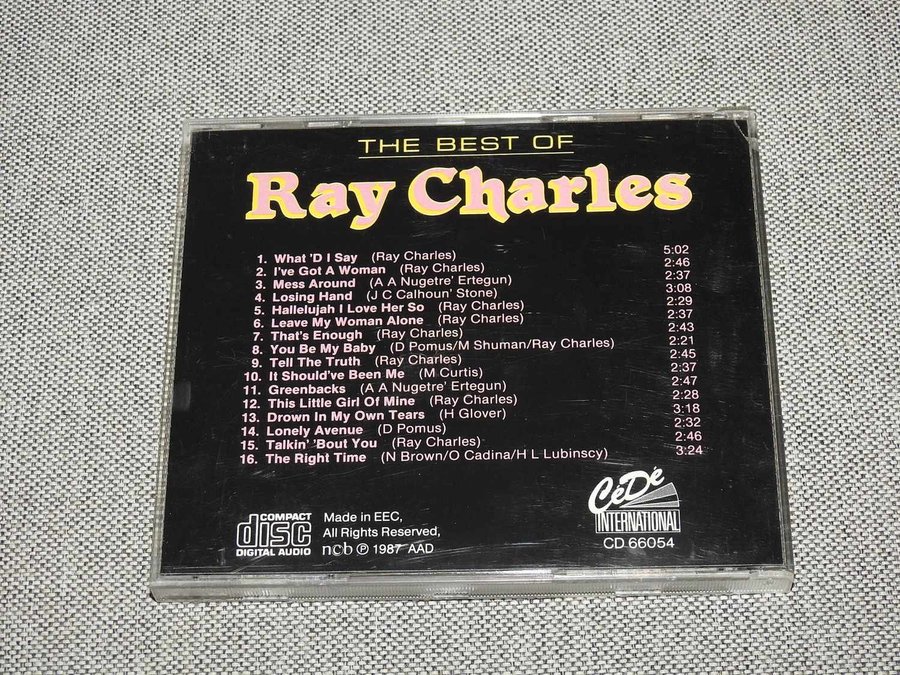 THE BEST OF
Ray Charles
1. What 'D I Say (Ray Charles) 5:02
2. I've Got A Woman (Ray Charles) 2:46
3. Mess Around (A A Nugetre' Ertegun) 2:37
4. Losing Hand (J C Calhoun' Stone) 3:08
5. Hallelujah I Love Her So (Ray Charles) 2:29
6. Leave My Woman Alone (Ray Charles) 2:37
7. That's Enough (Ray Charles) 2:43
8. You Be My Baby (D Pomus/M Shuman/Ray Charles) 2:21
9. Tell The Truth (Ray Charles) 2:45
10. It Should've Been Me (M Curtis) 2:37
11. Greenbacks (A A Nugetre' Ertegun) 2:47
12. This Little Girl Of Mine (Ray Charles) 2:28
13. Drown In My Own Tears (H Glover) 3:18
14. Lonely Avenue (D Pomus) 2:32
15. Talkin' 'Bout You (Ray Charles) 2:46
16. The Right Time (N Brown/O Cadina/H L Lubinscy) 3:24
COMPACT
disc
DIGITAL AUDIO
Made in EEC,
All Rights Reserved,
ncb ℗ 1987 AAD
CéDé
INTERNATIONAL
CD 66054